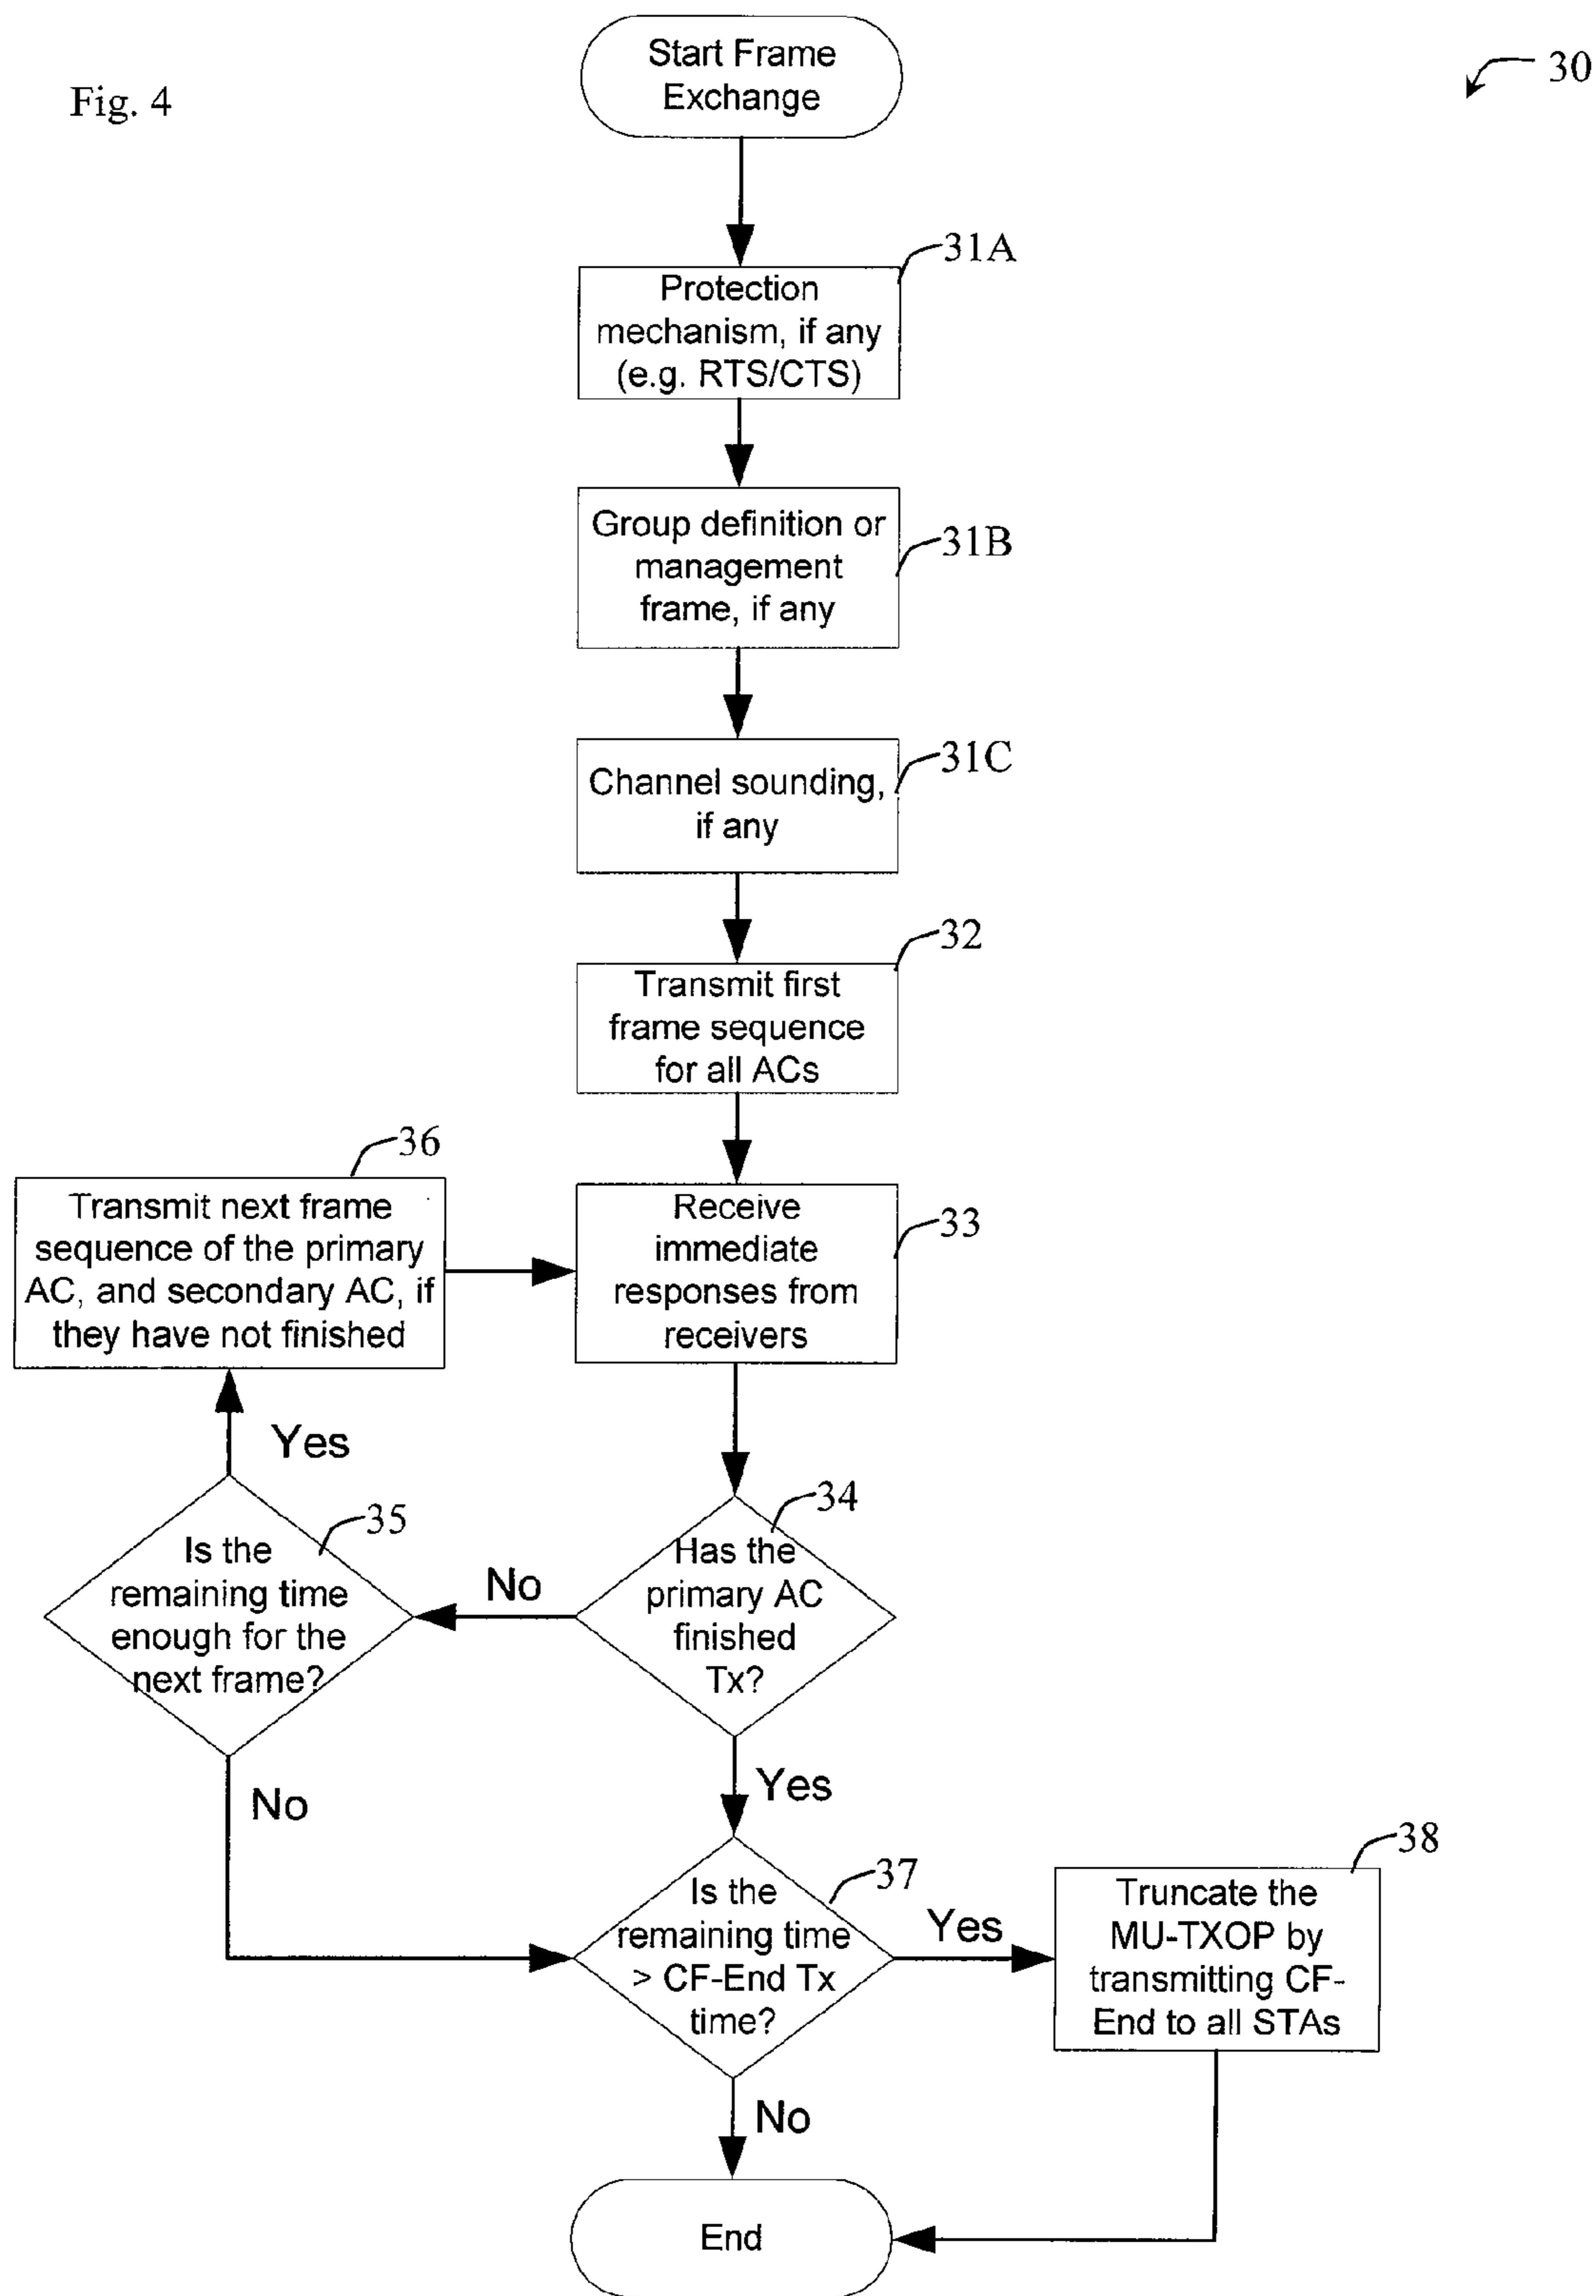 Fig. 4
30
Start Frame
Exchange
31A
Protection
mechanism, if any
(e.g. RTS/CTS)
31B
Group definition or
management
frame, if any
31C
Channel sounding,
if any
32
Transmit first
frame sequence
for all ACs
36
Transmit next frame
sequence of the primary
AC, and secondary AC, if
they have not finished
33
Receive
immediate
responses from
receivers
Yes
35
Is the
remaining time
enough for the
next frame?
No
34
Has the
primary AC
finished
Tx?
No
Yes
37
Is the
remaining time
> CF-End Tx
time?
Yes
38
Truncate the
MU-TXOP by
transmitting CF-
End to all STAs
No
End